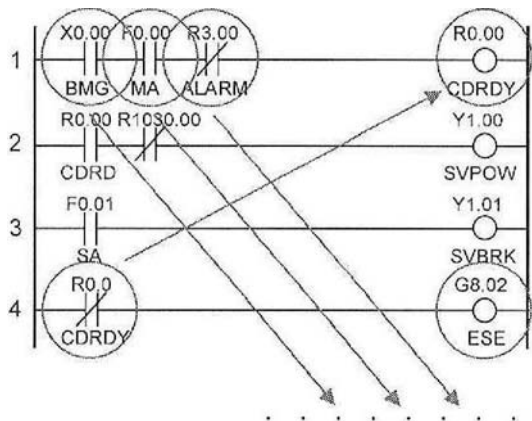 X0.00 F0.00 R3.00 R0.00
1
BMG MA ALARM CDRDY
R0.00 R1030.00 Y1.00
2
CDRD SVPOW
F0.01 Y1.01
3
SA SVBRK
R0.0 G8.02
4
CDRDY ESE